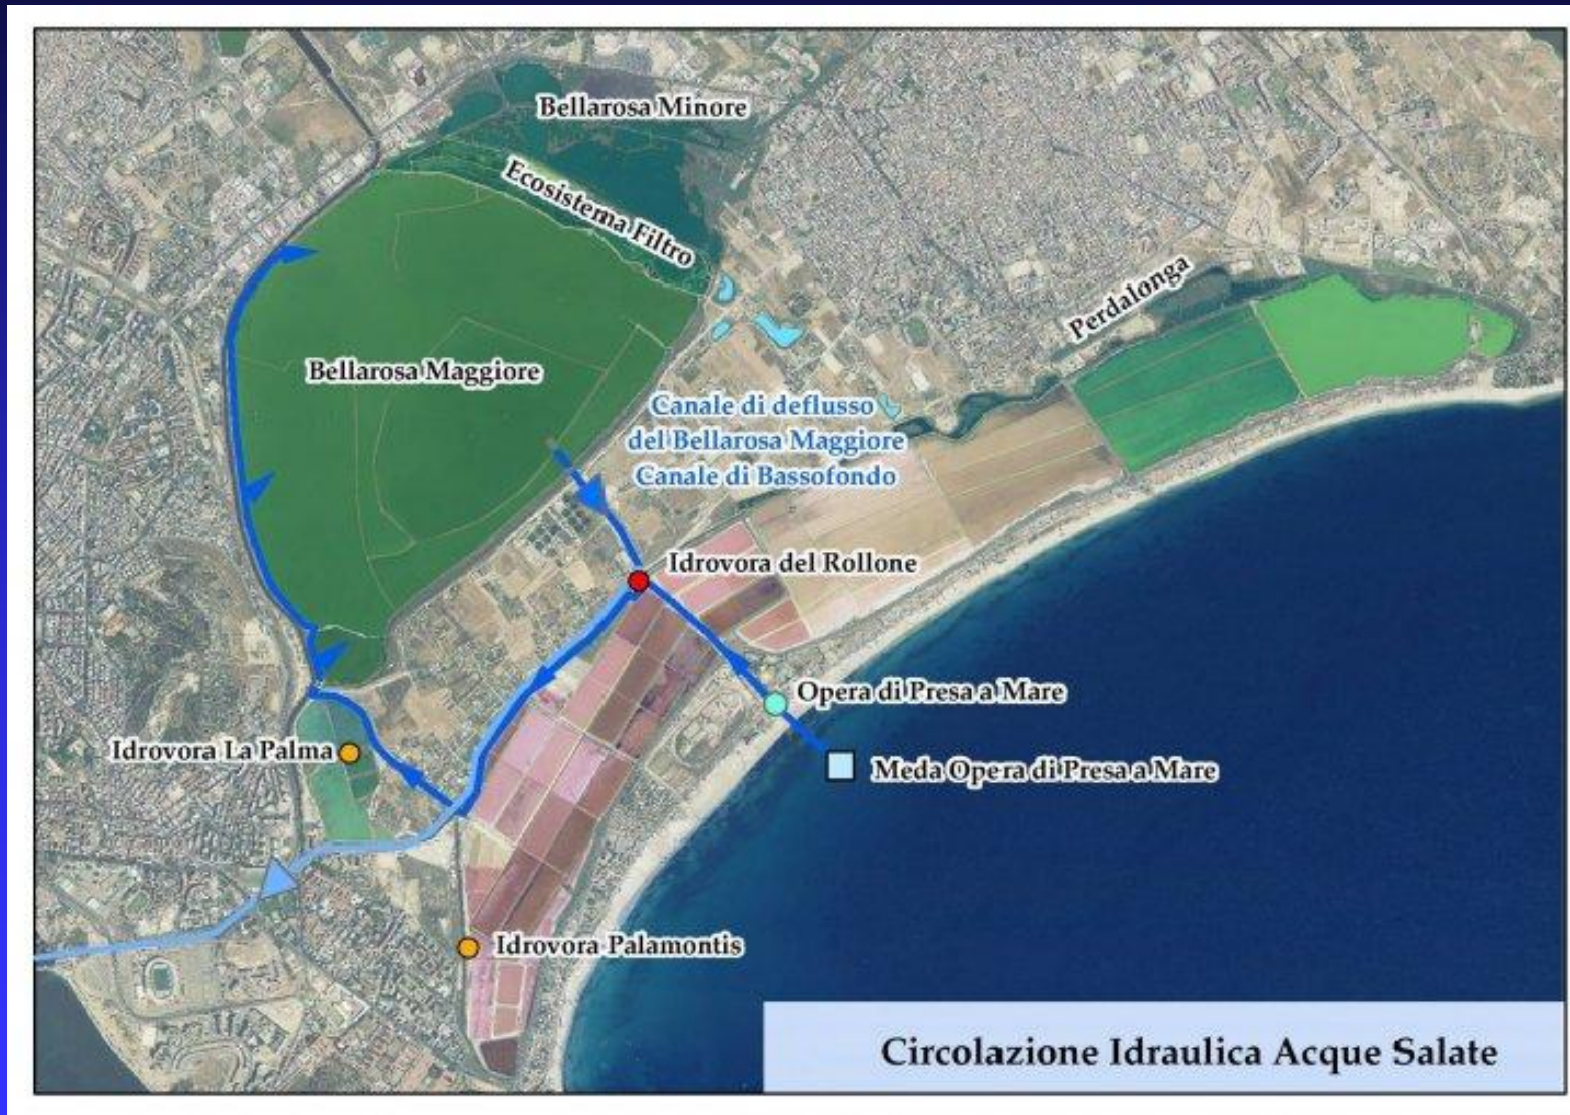 Bellarosa Minore
Ecosistema Filtro
Perdalonga
Bellarosa Maggiore
Canale di deflusso
del Bellarosa Maggiore
Canale di Bassofondo
Idrovora del Rollone
Opera di Presa a Mare
Idrovora La Palma
Meda Opera di Presa a Mare
Idrovora Palamontis
Circolazione Idraulica Acque Salate